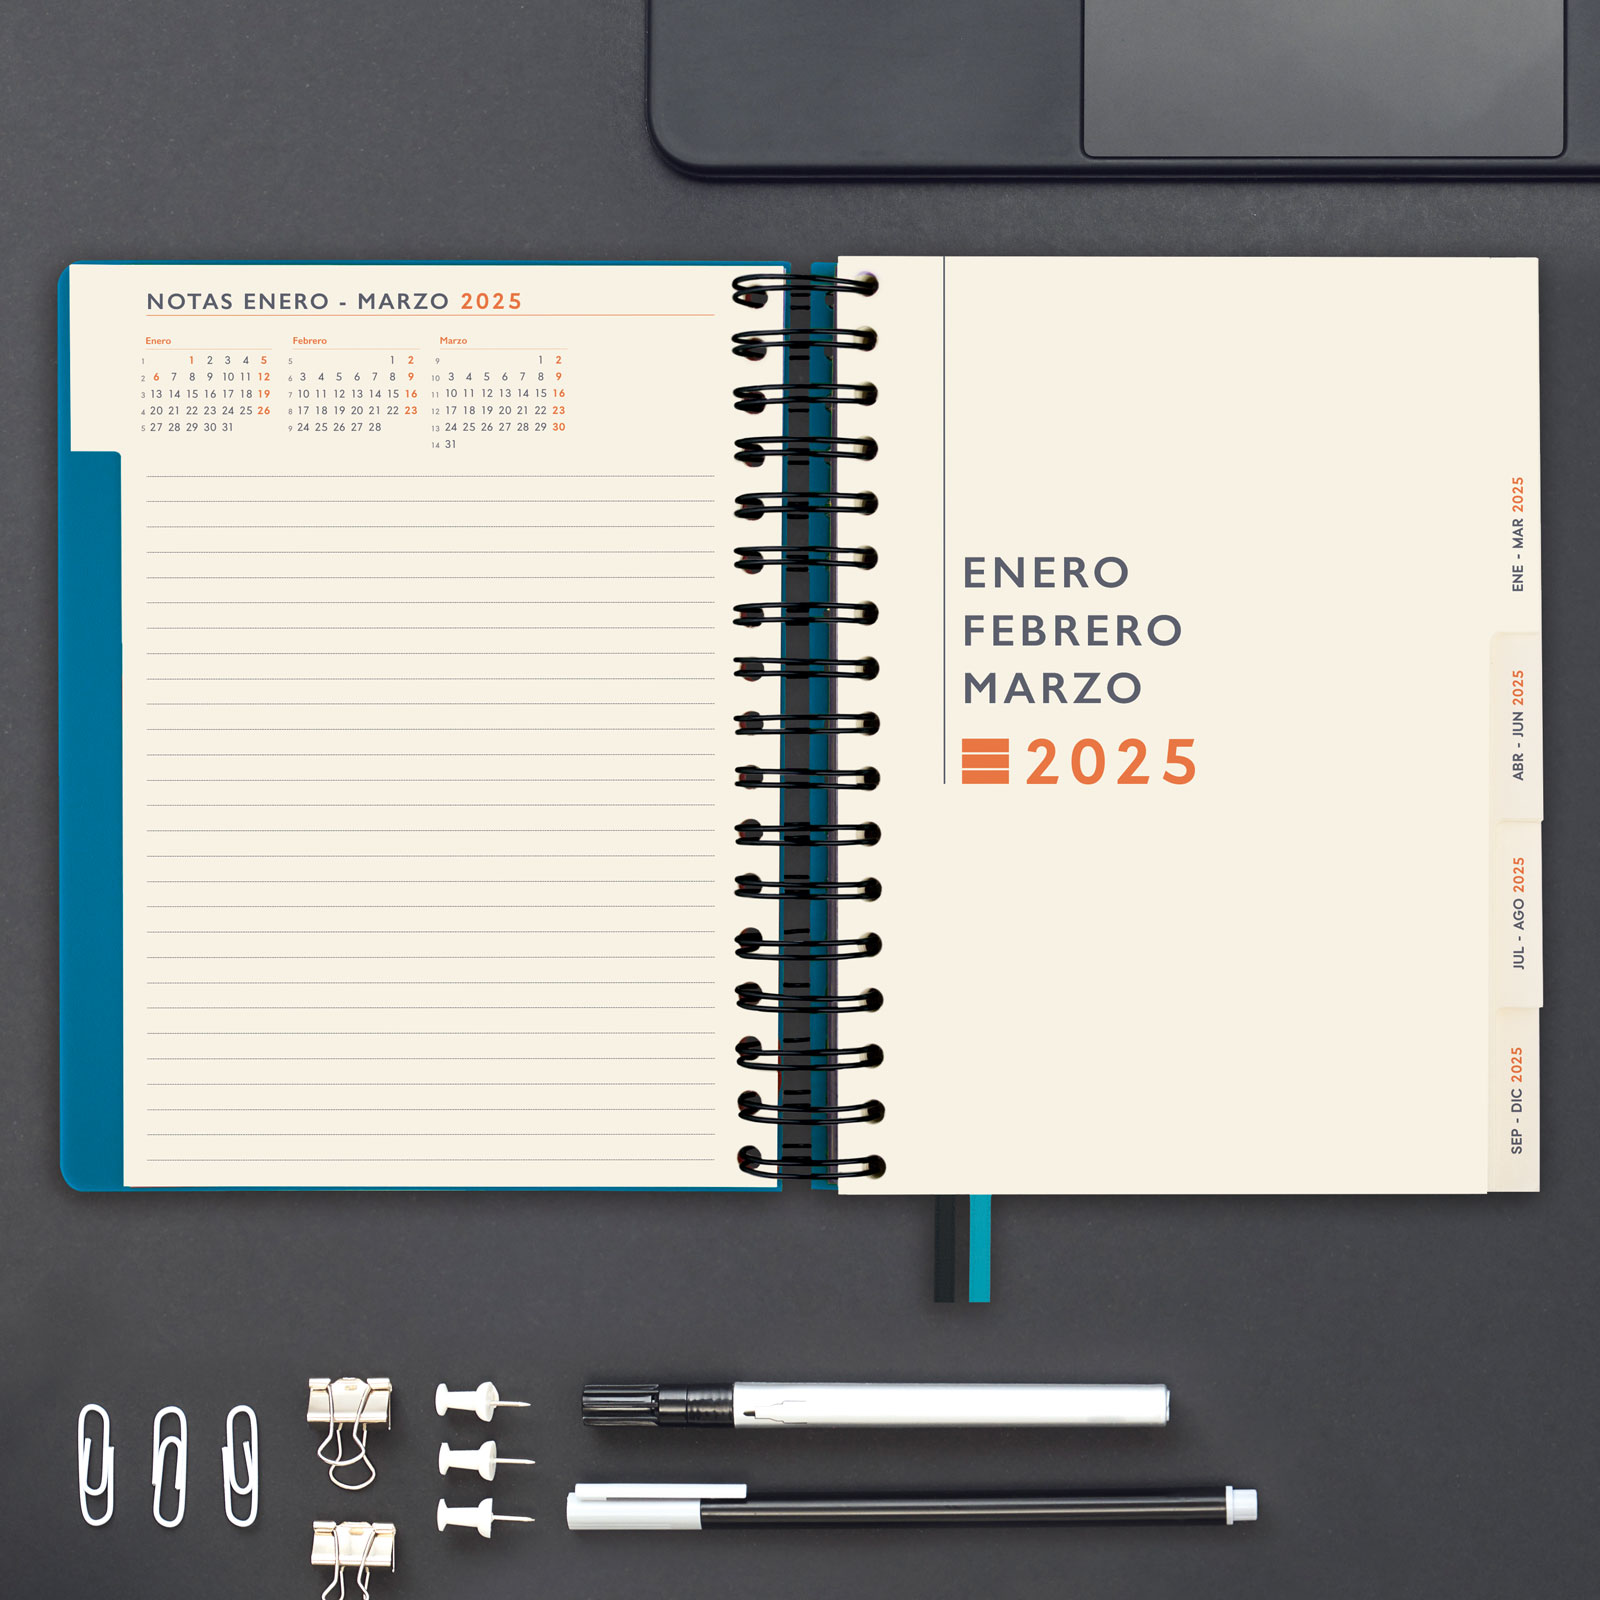 NOTAS ENERO - MARZO 2025
Enero Febrero Marzo
1 1 2 3 4 5 5 1 2 9 1 2
2 6 7 8 9 10 11 12 6 3 4 5 6 7 8 9 10 3 4 5 6 7 8 9
3 13 14 15 16 17 18 19 7 10 11 12 13 14 15 16 11 10 11 12 13 14 15 16
4 20 21 22 23 24 25 26 8 17 18 19 20 21 22 23 12 17 18 19 20 21 22 23
5 27 28 29 30 31 9 24 25 26 27 28 13 24 25 26 27 28 29 30
14 31
ENERO
FEBRERO
MARZO
2025
ENE - MAR 2025
ABR - JUN 2025
JUL - AGO 2025
SEP - DIC 2025